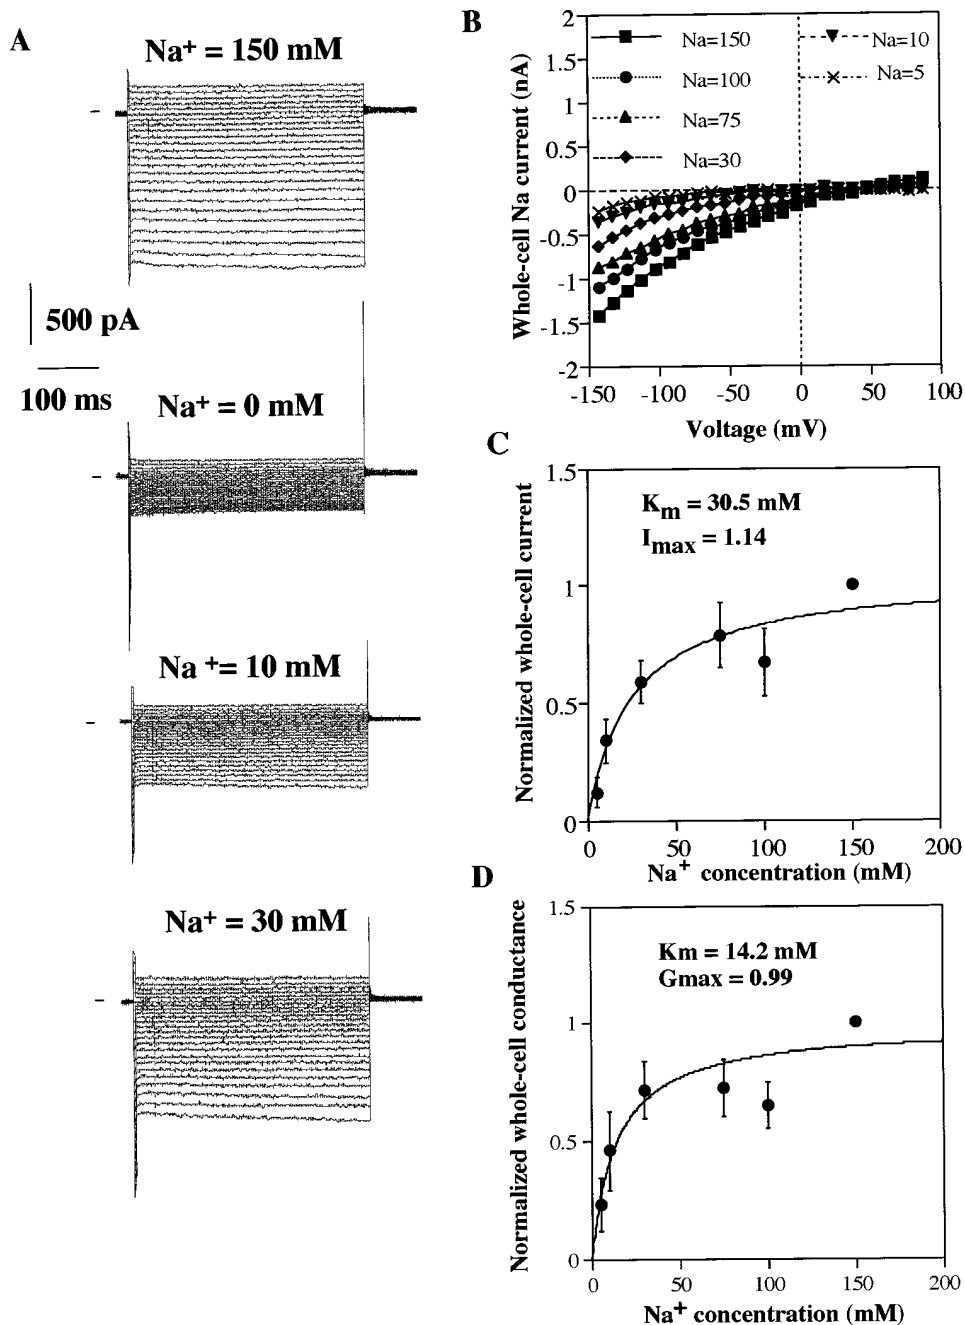 A
Na+ = 150 mM
500 pA
100 ms
Na+ = 0 mM
Na += 10 mM
Na+ = 30 mM
B
2
1.5
1
0.5
0
-0.5
-1
-1.5
-2
Whole-cell Na current (nA)
Na=150
Na=100
Na=75
Na=30
Na=10
Na=5
-150 -100 -50 0 50 100
Voltage (mV)
C
1.5
1
0.5
0
Normalized whole-cell current
Km = 30.5 mM
Imax = 1.14
0 50 100 150 200
Na+ concentration (mM)
D
1.5
1
0.5
0
Normalized whole-cell conductance
Km = 14.2 mM
Gmax = 0.99
0 50 100 150 200
Na+ concentration (mM)